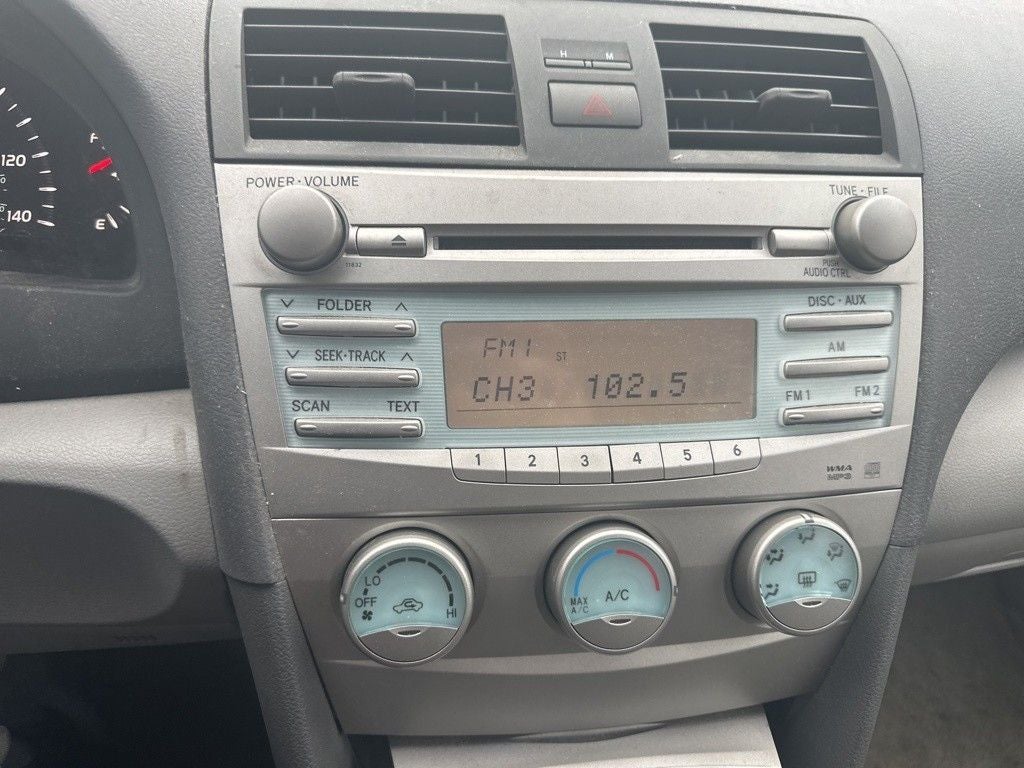 H M
120
140
F
E
POWER·VOLUME
TUNE·FILE
11832
PUSH
AUDIO CTRL
FOLDER
DISC·AUX
SEEK·TRACK
AM
SCAN TEXT
FM1 FM2
FM1 ST
CH3 102.5
1 2 3 4 5 6
WMA
MP3
LO
OFF
HI
MAX
A/C
A/C